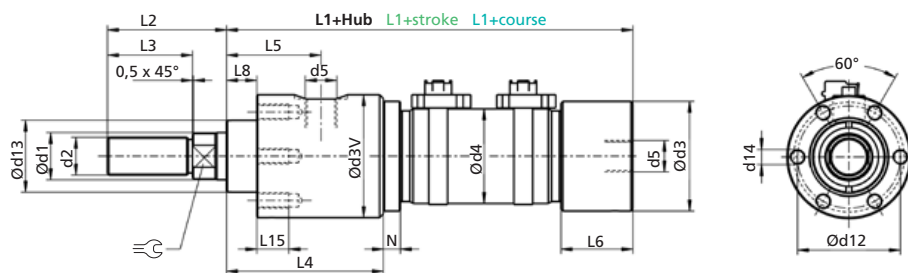 L2
L1+Hub L1+stroke L1+course
L3
L5
60°
0,5 x 45°
L8
d5
Ød13
Ød1
d2
Ød3V
Ød4
d5
Ød3
d14
L15
N
L6
Ød12
L4